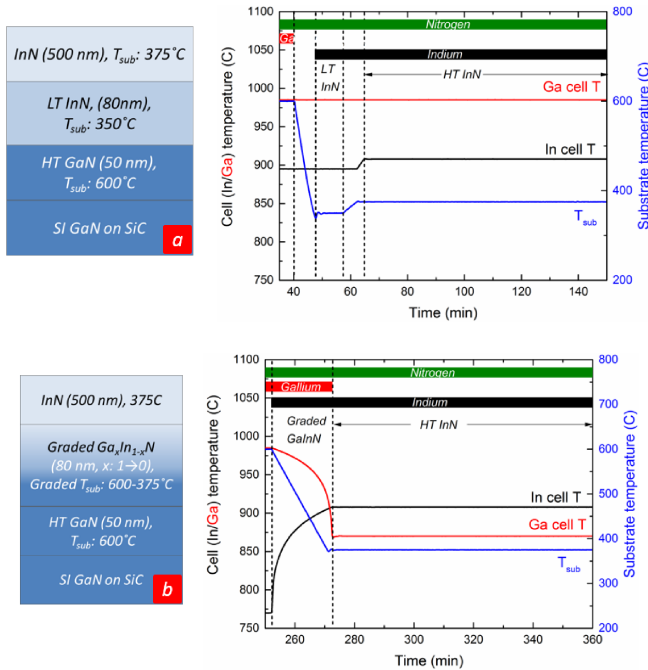 InN (500 nm), Tsub: 375˚C
LT InN, (80nm),
Tsub: 350˚C
HT GaN (50 nm),
Tsub: 600˚C
SI GaN on SiC
a
1100
1050
1000
950
900
850
800
750
Cell (In/Ga) temperature (C)
800
700
600
500
400
300
200
Substrate temperature (C)
Nitrogen
Ga
Indium
LT
InN
HT InN
Ga cell T
In cell T
Tsub
40
60
80
100
120
140
Time (min)
InN (500 nm), 375C
Graded GaxIn1-xN
(80 nm, x: 1→0),
Graded Tsub: 600-375˚C
HT GaN (50 nm),
Tsub: 600˚C
SI GaN on SiC
b
1100
1050
1000
950
900
850
800
750
Cell (In/Ga) temperature (C)
800
700
600
500
400
300
200
Substrate temperature (C)
Nitrogen
Gallium
Indium
Graded
GaInN
HT InN
In cell T
Ga cell T
Tsub
260
280
300
320
340
360
Time (min)